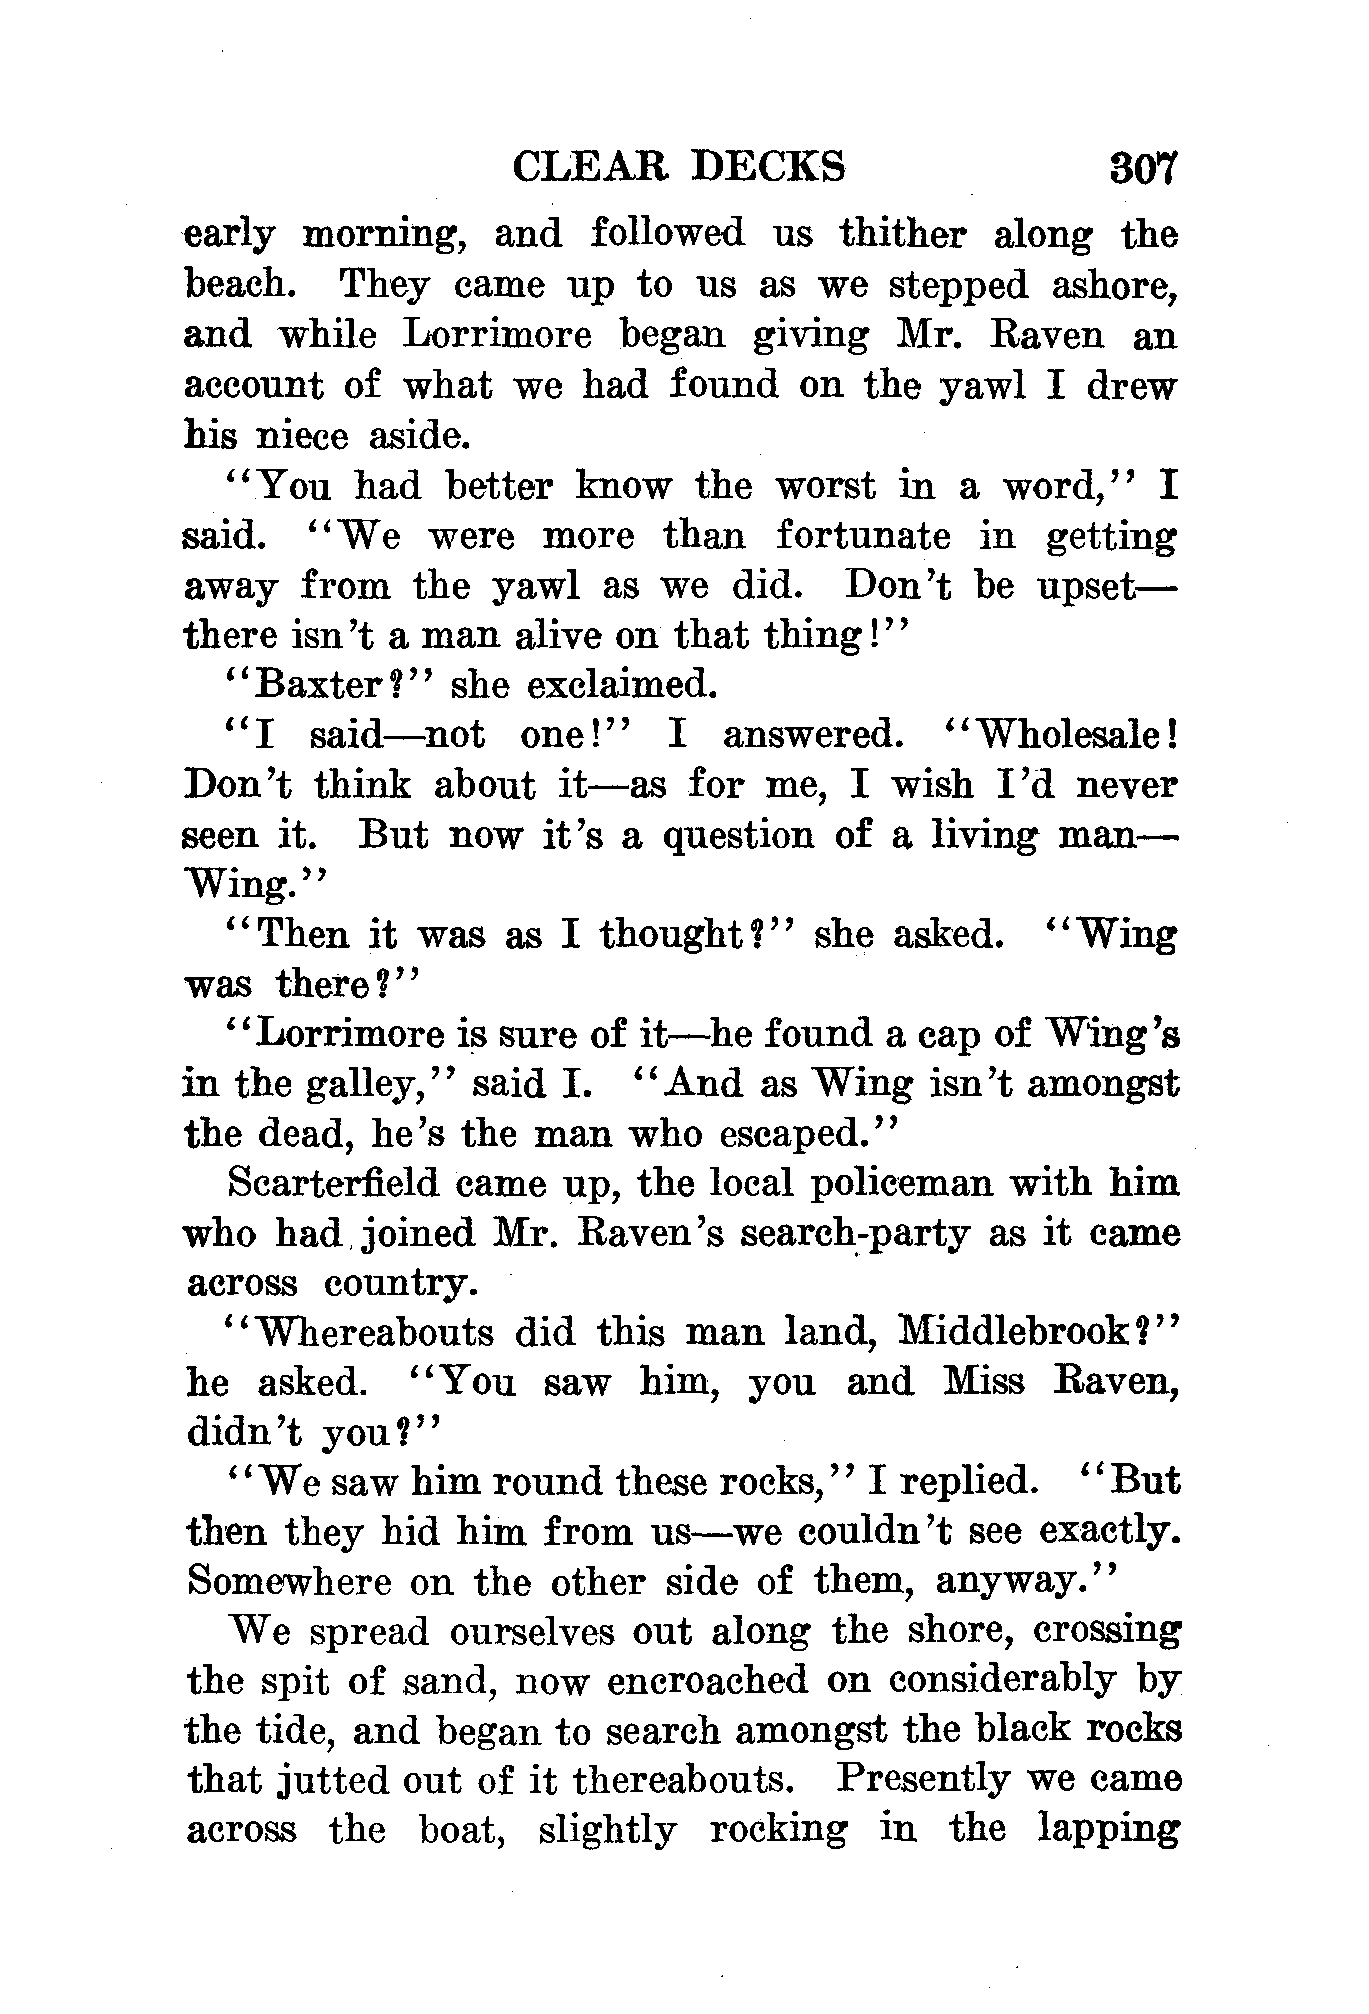 CLEAR DECKS 307
early morning, and followed us thither along the
beach. They came up to us as we stepped ashore,
and while Lorrimore began giving Mr. Raven an
account of what we had found on the yawl I drew
his niece aside.
"You had better know the worst in a word," I
said. "We were more than fortunate in getting
away from the yawl as we did. Don't be upset—
there isn't a man alive on that thing!"
"Baxter?" she exclaimed.
"I said—not one!" I answered. "Wholesale!
Don't think about it—as for me, I wish I'd never
seen it. But now it's a question of a living man—
Wing."
"Then it was as I thought?" she asked. "Wing
was there?"
"Lorrimore is sure of it—he found a cap of Wing's
in the galley," said I. "And as Wing isn't amongst
the dead, he's the man who escaped."
Scarterfield came up, the local policeman with him
who had joined Mr. Raven's search-party as it came
across country.
"Whereabouts did this man land, Middlebrook?"
he asked. "You saw him, you and Miss Raven,
didn't you?"
"We saw him round these rocks," I replied. "But
then they hid him from us—we couldn't see exactly.
Somewhere on the other side of them, anyway."
We spread ourselves out along the shore, crossing
the spit of sand, now encroached on considerably by
the tide, and began to search amongst the black rocks
that jutted out of it thereabouts. Presently we came
across the boat, slightly rocking in the lapping